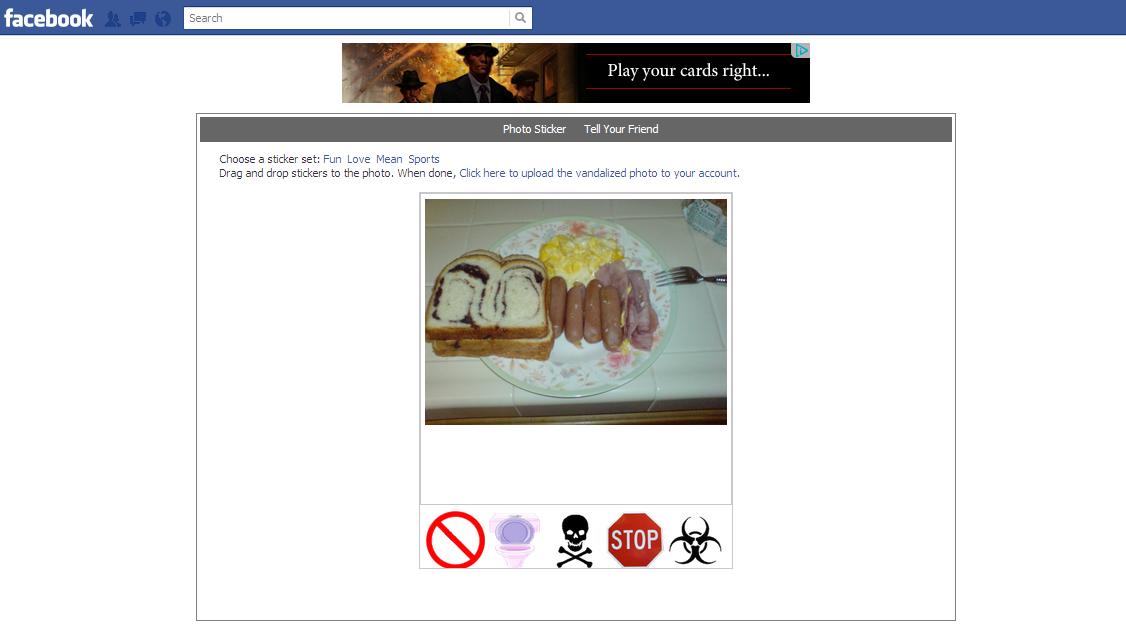 facebook
Search
Play your cards right...
Photo Sticker Tell Your Friend
Choose a sticker set: Fun Love Mean Sports
Drag and drop stickers to the photo. When done, Click here to upload the vandalized photo to your account.
STOP